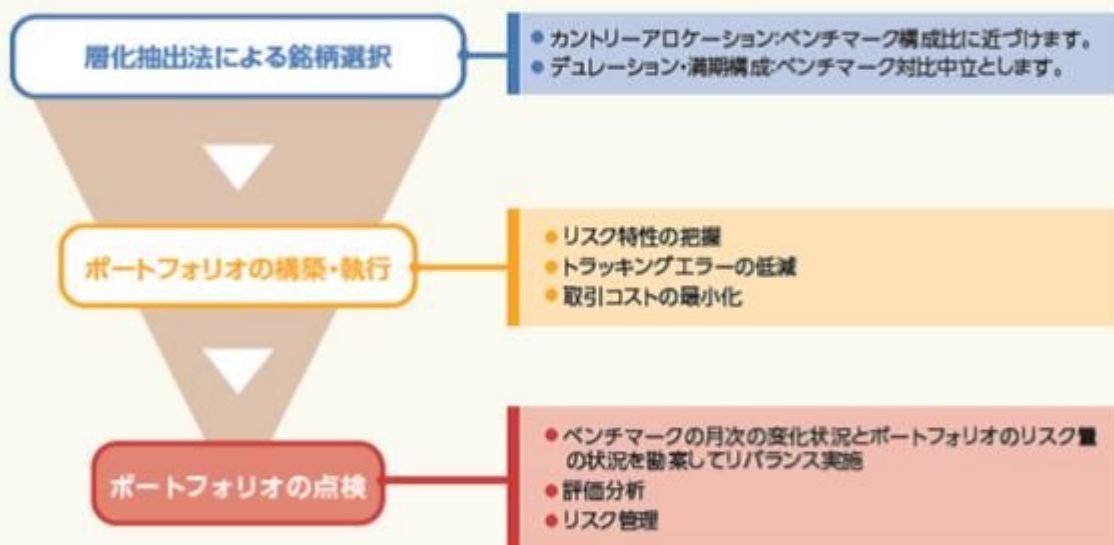 層化抽出法による銘柄選択
● カントリーアロケーション:ベンチマーク構成比に近づけます。
● デュレーション・満期構成:ベンチマーク対比中立とします。
ポートフォリオの構築・執行
● リスク特性の把握
● トラッキングエラーの低減
● 取引コストの最小化
ポートフォリオの点検
● ベンチマークの月次の変化状況とポートフォリオのリスク量
の状況を勘案してリバランス実施
● 評価分析
● リスク管理